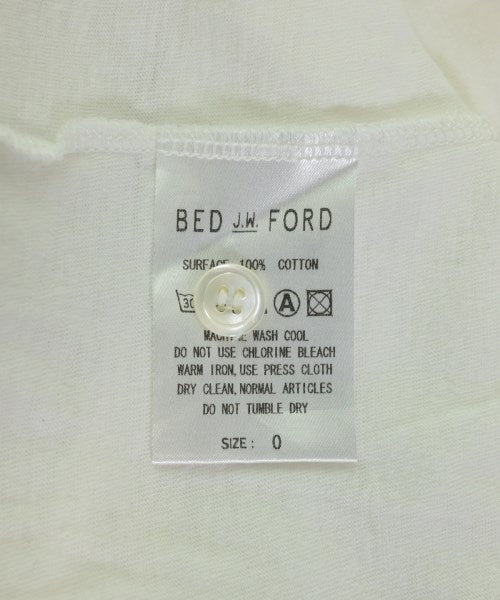 BED J.W. FORD
SURFACE 100% COTTON
30 A
WASH COOL
DO NOT USE CHLORINE BLEACH
WARM IRON, USE PRESS CLOTH
DRY CLEAN, NORMAL ARTICLES
DO NOT TUMBLE DRY
SIZE: 0